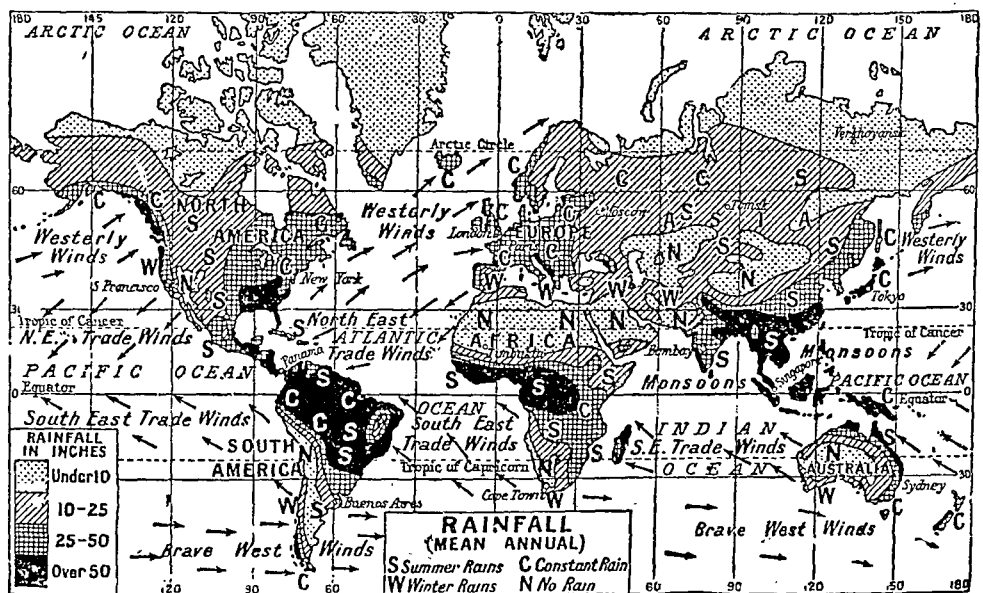 180 145 120 90 60 30 0 30 60 90 120 150 180
ARCTIC OCEAN
ARCTIC OCEAN
Verkhoyansk
Arctic Circle
C
C
60 60
C C
NORTH
AMERICA
S
C
Westerly
Winds
Westerly
Winds
London
C
C
EUROPE
Paris
Moscow
C
C
S
ASIA
Tomsk
Westerly
Winds
W
S
C
New York
S Francisco
N
S
W W W W
N
S
N
S
C
C
Tokyo
30 30
Tropic of Cancer
N.E. Trade Winds
S
S
North East
ATLANTIC
Trade Winds
N N N N
AFRICA
Timbuktu
Bombay
S
S
Tropic of Cancer
Monsoons
Monsoons
Panama
PACIFIC OCEAN
Equator
0 0
S
S
S
S
Singapore
PACIFIC OCEAN
Equator
C
C
C
C
South East Trade Winds
OCEAN
South East
Trade Winds
INDIAN
S.E. Trade Winds
OCEAN
SOUTH
AMERICA
N
S
S
Tropic of Capricorn
S
N
S
N
AUSTRALIA
S
30
Cape Town
W
W
S
Buenos Aires
W
Sydney
C
C
Brave West Winds
Brave West Winds
C
RAINFALL
IN INCHES
Under 10
10-25
25-50
Over 50
RAINFALL
(MEAN ANNUAL)
S Summer Rains C Constant Rain
W Winter Rains N No Rain
120 90 60 90 120 150